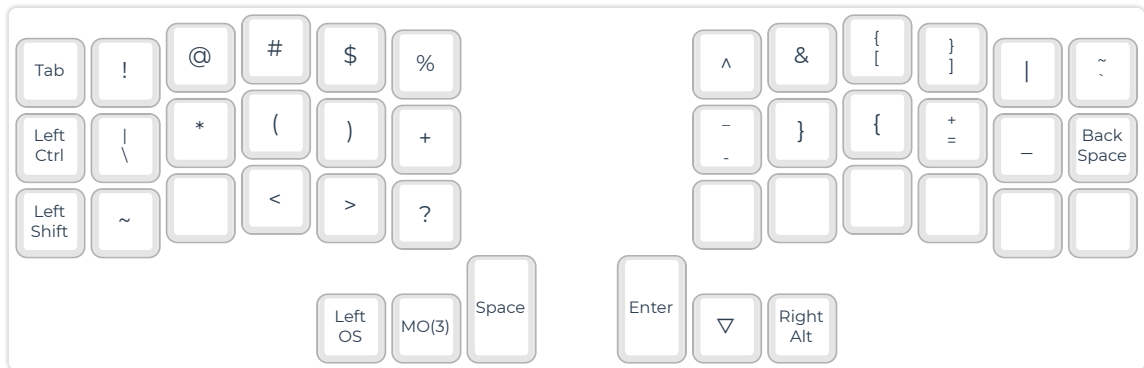 Tab ! @ # $ % ^ & { } | ~
[ ] `
Left Ctrl | * ( ) + _ } { + _ Back Space
\ - =
Left Shift ~ < > ?
Left OS MO(3) Space Enter ▽ Right Alt